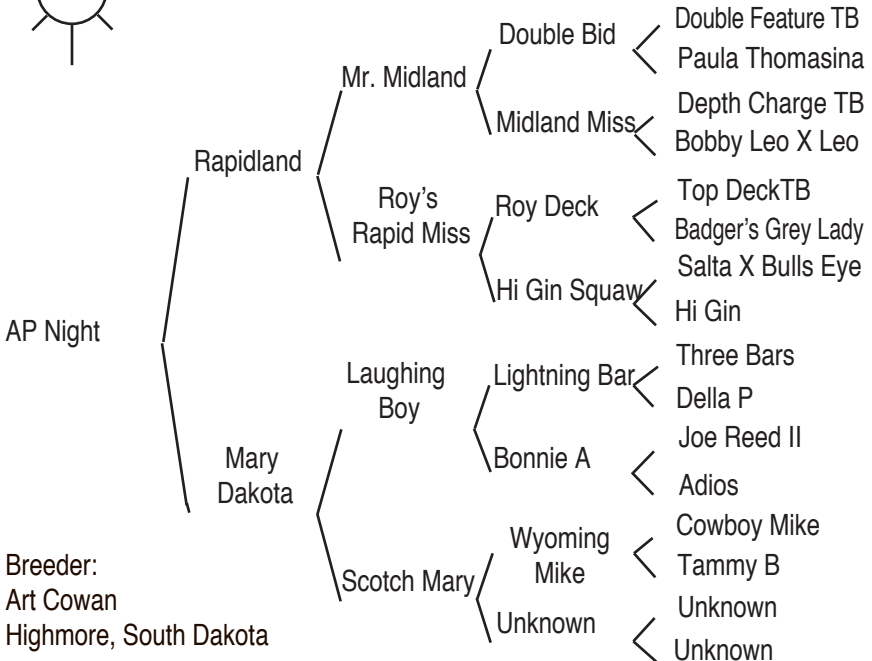 Double Feature TB
Double Bid
Paula Thomasina
Mr. Midland
Depth Charge TB
Midland Miss
Bobby Leo X Leo
Rapidland
Top DeckTB
Roy's
Rapid Miss
Roy Deck
Badger's Grey Lady
Salta X Bulls Eye
Hi Gin Squaw
Hi Gin
AP Night
Three Bars
Laughing
Boy
Lightning Bar
Della P
Joe Reed II
Bonnie A
Adios
Mary
Dakota
Cowboy Mike
Wyoming
Mike
Tammy B
Scotch Mary
Unknown
Unknown
Unknown
Breeder:
Art Cowan
Highmore, South Dakota